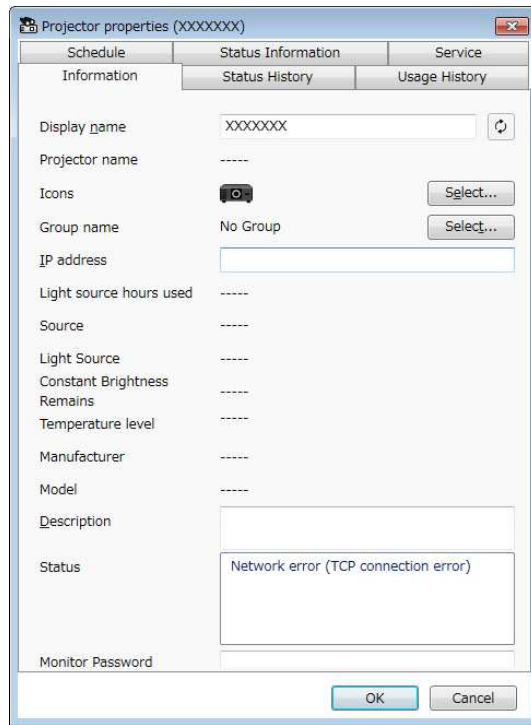 Projector properties (XXXXXXX)
Schedule Status Information Service
Information Status History Usage History
Display name XXXXXXX
Projector name -----
Icons Select...
Group name No Group Select...
IP address
Light source hours used -----
Source -----
Light Source -----
Constant Brightness
Remains -----
Temperature level -----
Manufacturer -----
Model -----
Description
Status Network error (TCP connection error)
Monitor Password
OK Cancel